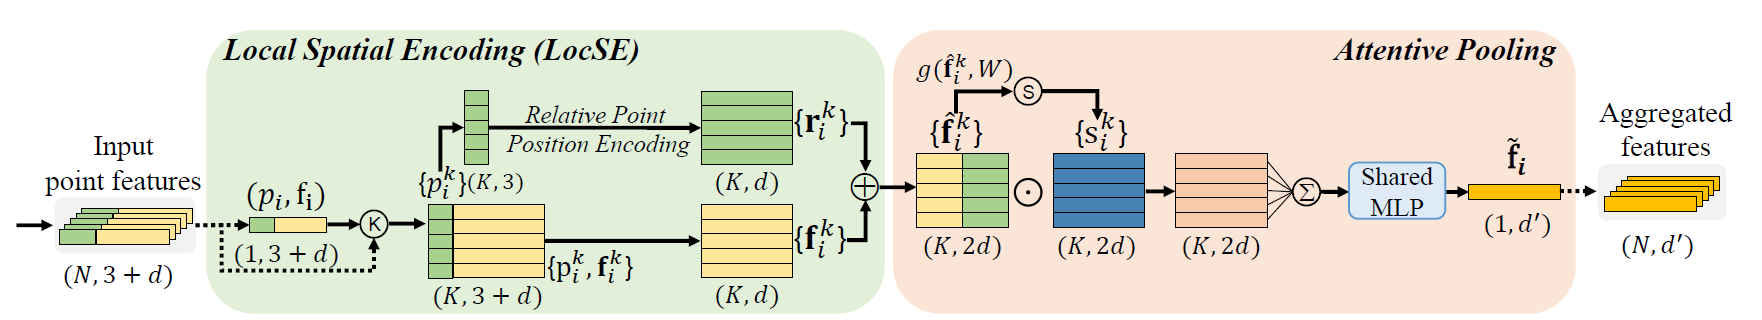 Local Spatial Encoding (LocSE)
Attentive Pooling
Input
point features
(N, 3 + d)
(pᵢ, fᵢ)
(1, 3 + d)
K
{pᵢᵏ}(K, 3)
Relative Point
Position Encoding
{rᵢᵏ}
(K, d)
(K, 3 + d)
{pᵢᵏ, fᵢᵏ}
{fᵢᵏ}
(K, d)
+
g(f̂ᵢᵏ, W)
S
{f̂ᵢᵏ}
{sᵢᵏ}
(K, 2d)
(K, 2d)
(K, 2d)
Σ
Shared
MLP
f̃ᵢ
(1, d′)
Aggregated
features
(N, d′)